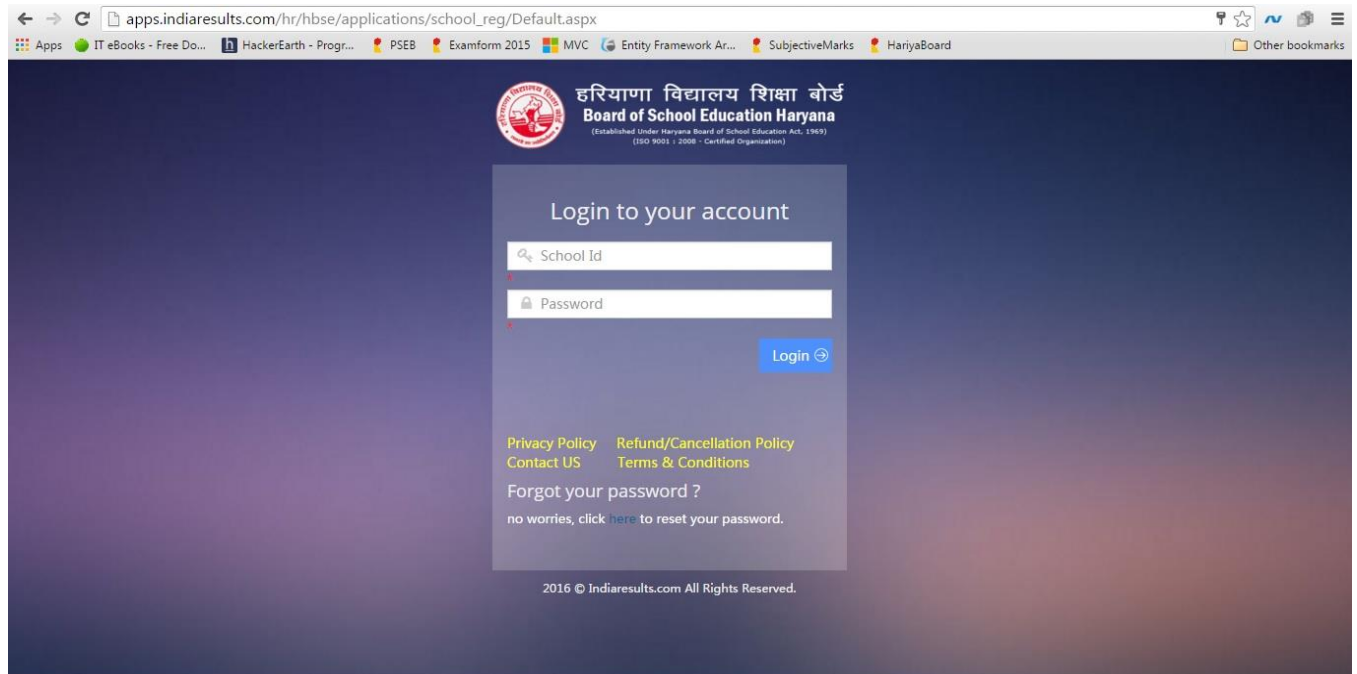 apps.indiaresults.com/hr/hbse/applications/school_reg/Default.aspx
Apps IT eBooks - Free Do... HackerEarth - Progr... PSEB Examform 2015 MVC Entity Framework Ar... SubjectiveMarks HariyaBoard Other bookmarks
हरियाणा विद्यालय शिक्षा बोर्ड
Board of School Education Haryana
(Established Under Haryana Board of School Education Act, 1969)
(ISO 9001 : 2008 - Certified Organization)
Login to your account
School Id
*
Password
*
Login
Privacy Policy Refund/Cancellation Policy
Contact US Terms & Conditions
Forgot your password ?
no worries, click here to reset your password.
2016 © Indiaresults.com All Rights Reserved.